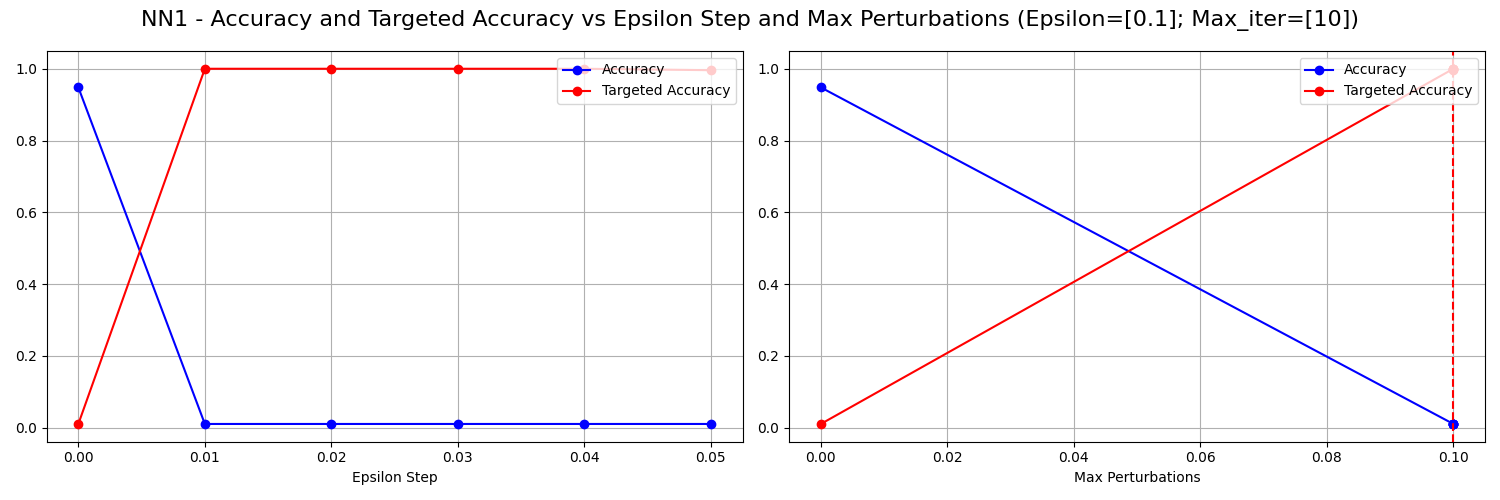 NN1 - Accuracy and Targeted Accuracy vs Epsilon Step and Max Perturbations (Epsilon=[0.1]; Max_iter=[10])
1.0
0.8
0.6
0.4
0.2
0.0
Accuracy
Targeted Accuracy
0.00 0.01 0.02 0.03 0.04 0.05
Epsilon Step
1.0
0.8
0.6
0.4
0.2
0.0
Accuracy
Targeted Accuracy
0.00 0.02 0.04 0.06 0.08 0.10
Max Perturbations